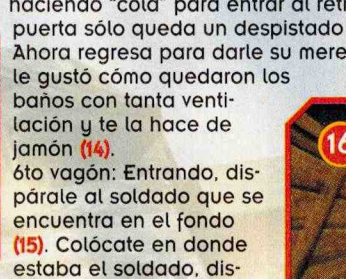 haciendo "cola" para entrar al
puerta sólo queda un despistado
Ahora regresa para darle su
le gustó cómo quedaron los
baños con tanta venti-
lación y te la hace de
jamón (14).
6to vagón: Entrando, dis-
párale al soldado que se
encuentra en el fondo
(15). Colócate en donde
estaba el soldado, dis-
16